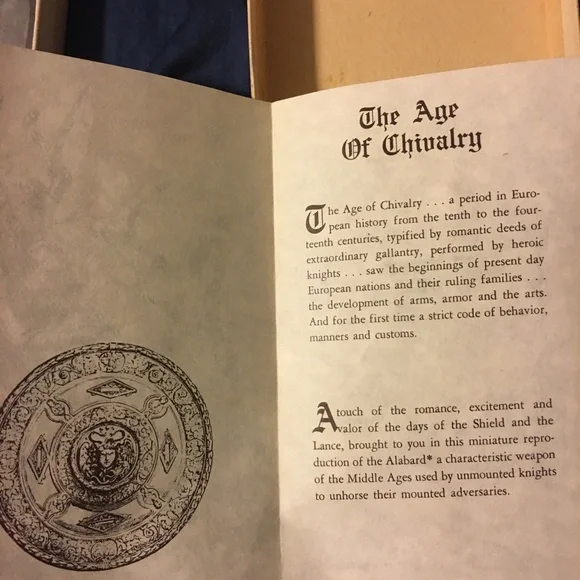 The Age
Of Chivalry
The Age of Chivalry . . . a period in Euro-
pean history from the tenth to the four-
teenth centuries, typified by romantic deeds of
extraordinary gallantry, performed by heroic
knights . . . saw the beginnings of present day
European nations and their ruling families . . .
the development of arms, armor and the arts.
And for the first time a strict code of behavior,
manners and customs.
A touch of the romance, excitement and
valor of the days of the Shield and the
Lance, brought to you in this miniature repro-
duction of the Alabard* a characteristic weapon
of the Middle Ages used by unmounted knights
to unhorse their mounted adversaries.